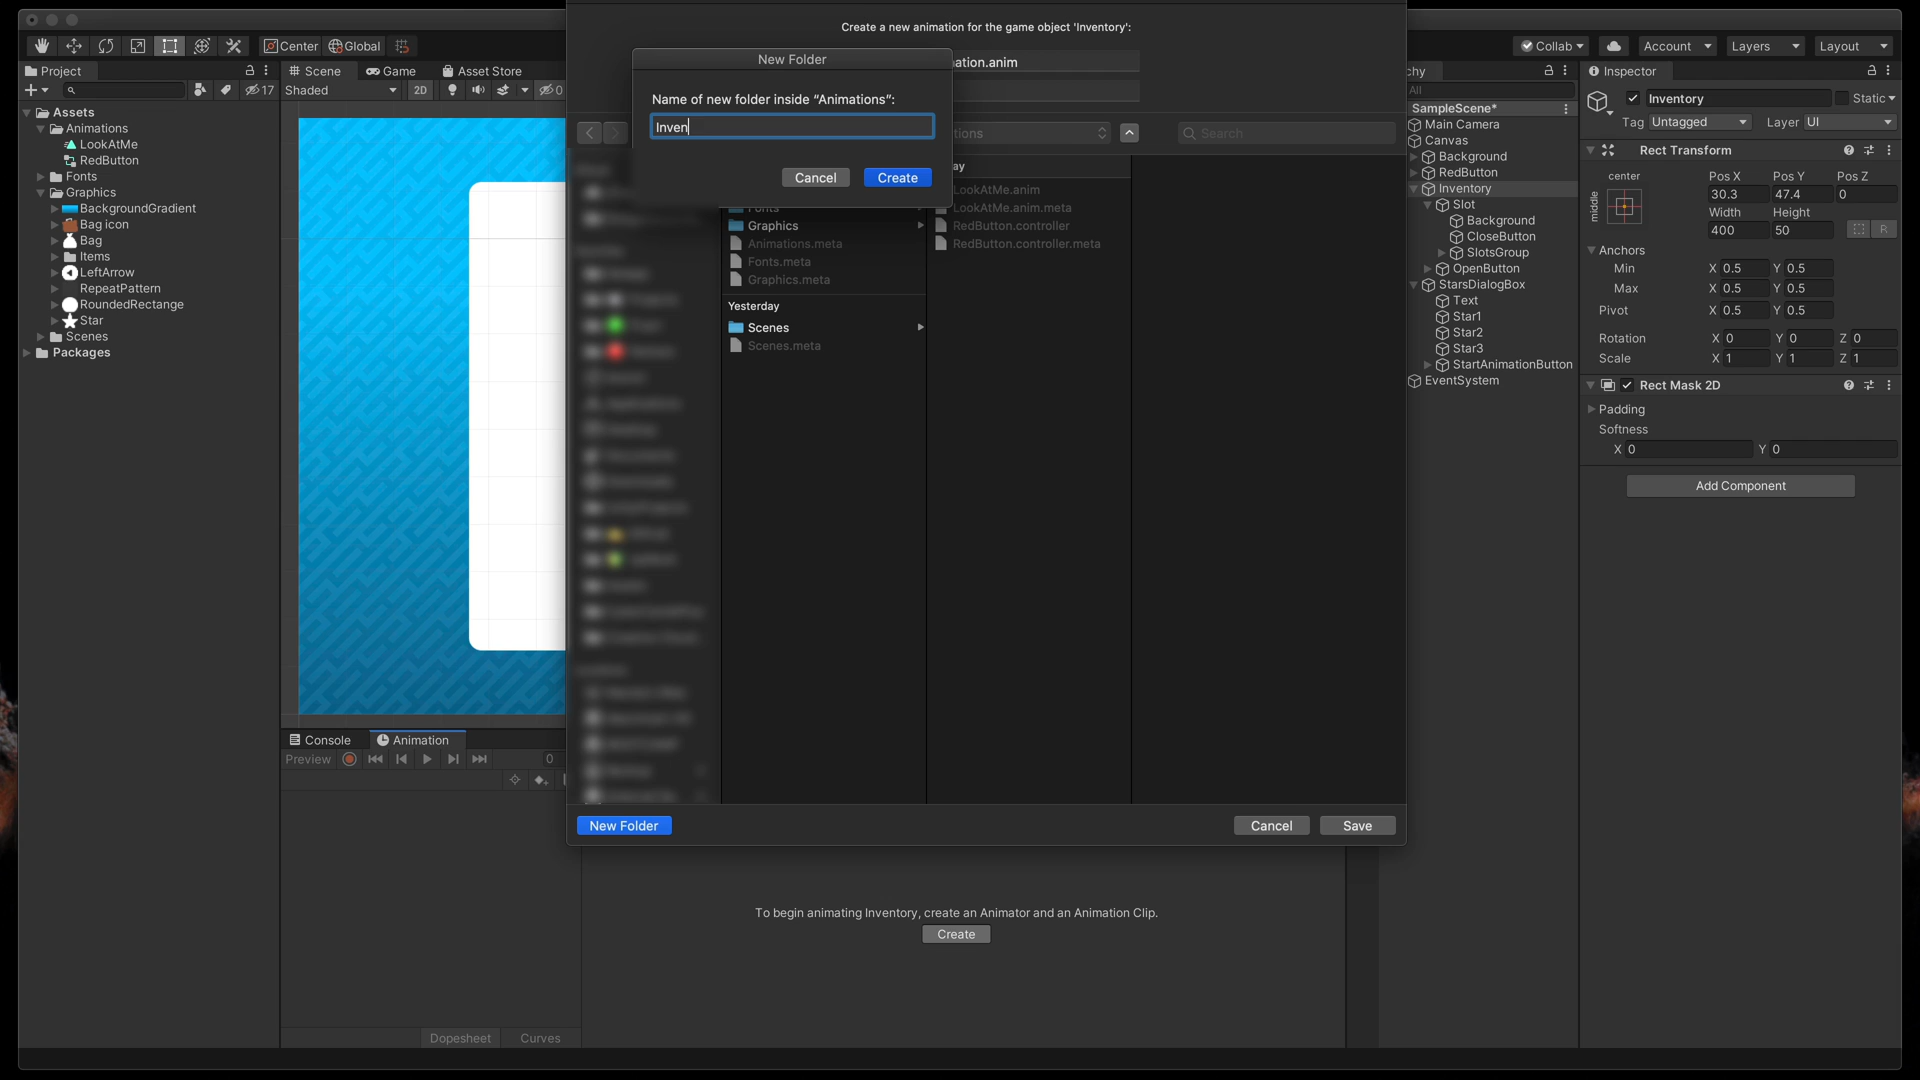 Create a new animation for the game object 'Inventory':
New Folder
ation.anim
Name of new folder inside “Animations”:
Inven
Cancel
Create
tions
Search
Center
Global
Collab
Account
Layers
Layout
Project
17
Assets
Animations
LookAtMe
RedButton
Fonts
Graphics
BackgroundGradient
Bag icon
Bag
Items
LeftArrow
RepeatPattern
RoundedRectange
Star
Scenes
Packages
Scene
Game
Asset Store
Shaded
2D
0
ay
LookAtMe.anim
LookAtMe.anim.meta
RedButton.controller
RedButton.controller.meta
Fonts
Graphics
Animations.meta
Fonts.meta
Graphics.meta
Yesterday
Scenes
Scenes.meta
New Folder
Cancel
Save
Console
Animation
Preview
0
To begin animating Inventory, create an Animator and an Animation Clip.
Create
Dopesheet
Curves
chy
All
SampleScene*
Main Camera
Canvas
Background
RedButton
Inventory
Slot
Background
CloseButton
SlotsGroup
OpenButton
StarsDialogBox
Text
Star1
Star2
Star3
StartAnimationButton
EventSystem
Inspector
Inventory
Static
Tag Untagged
Layer UI
Rect Transform
center
middle
Pos X Pos Y Pos Z
30.3 47.4 0
Width Height
400 50
R
Anchors
Min X 0.5 Y 0.5
Max X 0.5 Y 0.5
Pivot X 0.5 Y 0.5
Rotation X 0 Y 0 Z 0
Scale X 1 Y 1 Z 1
Rect Mask 2D
Padding
Softness
X 0 Y 0
Add Component